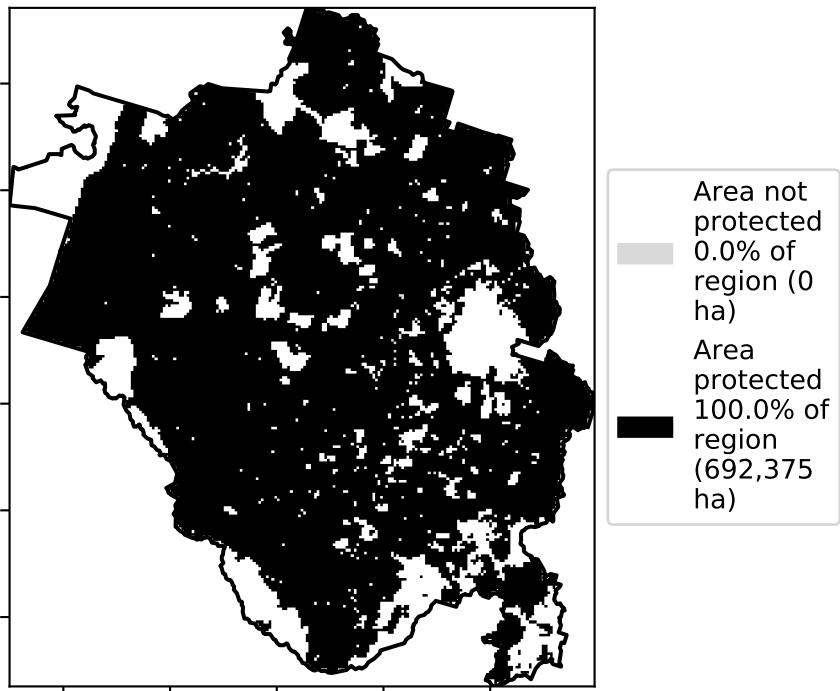 Area not
protected
0.0% of
region (0
ha)
Area
protected
100.0% of
region
(692,375
ha)